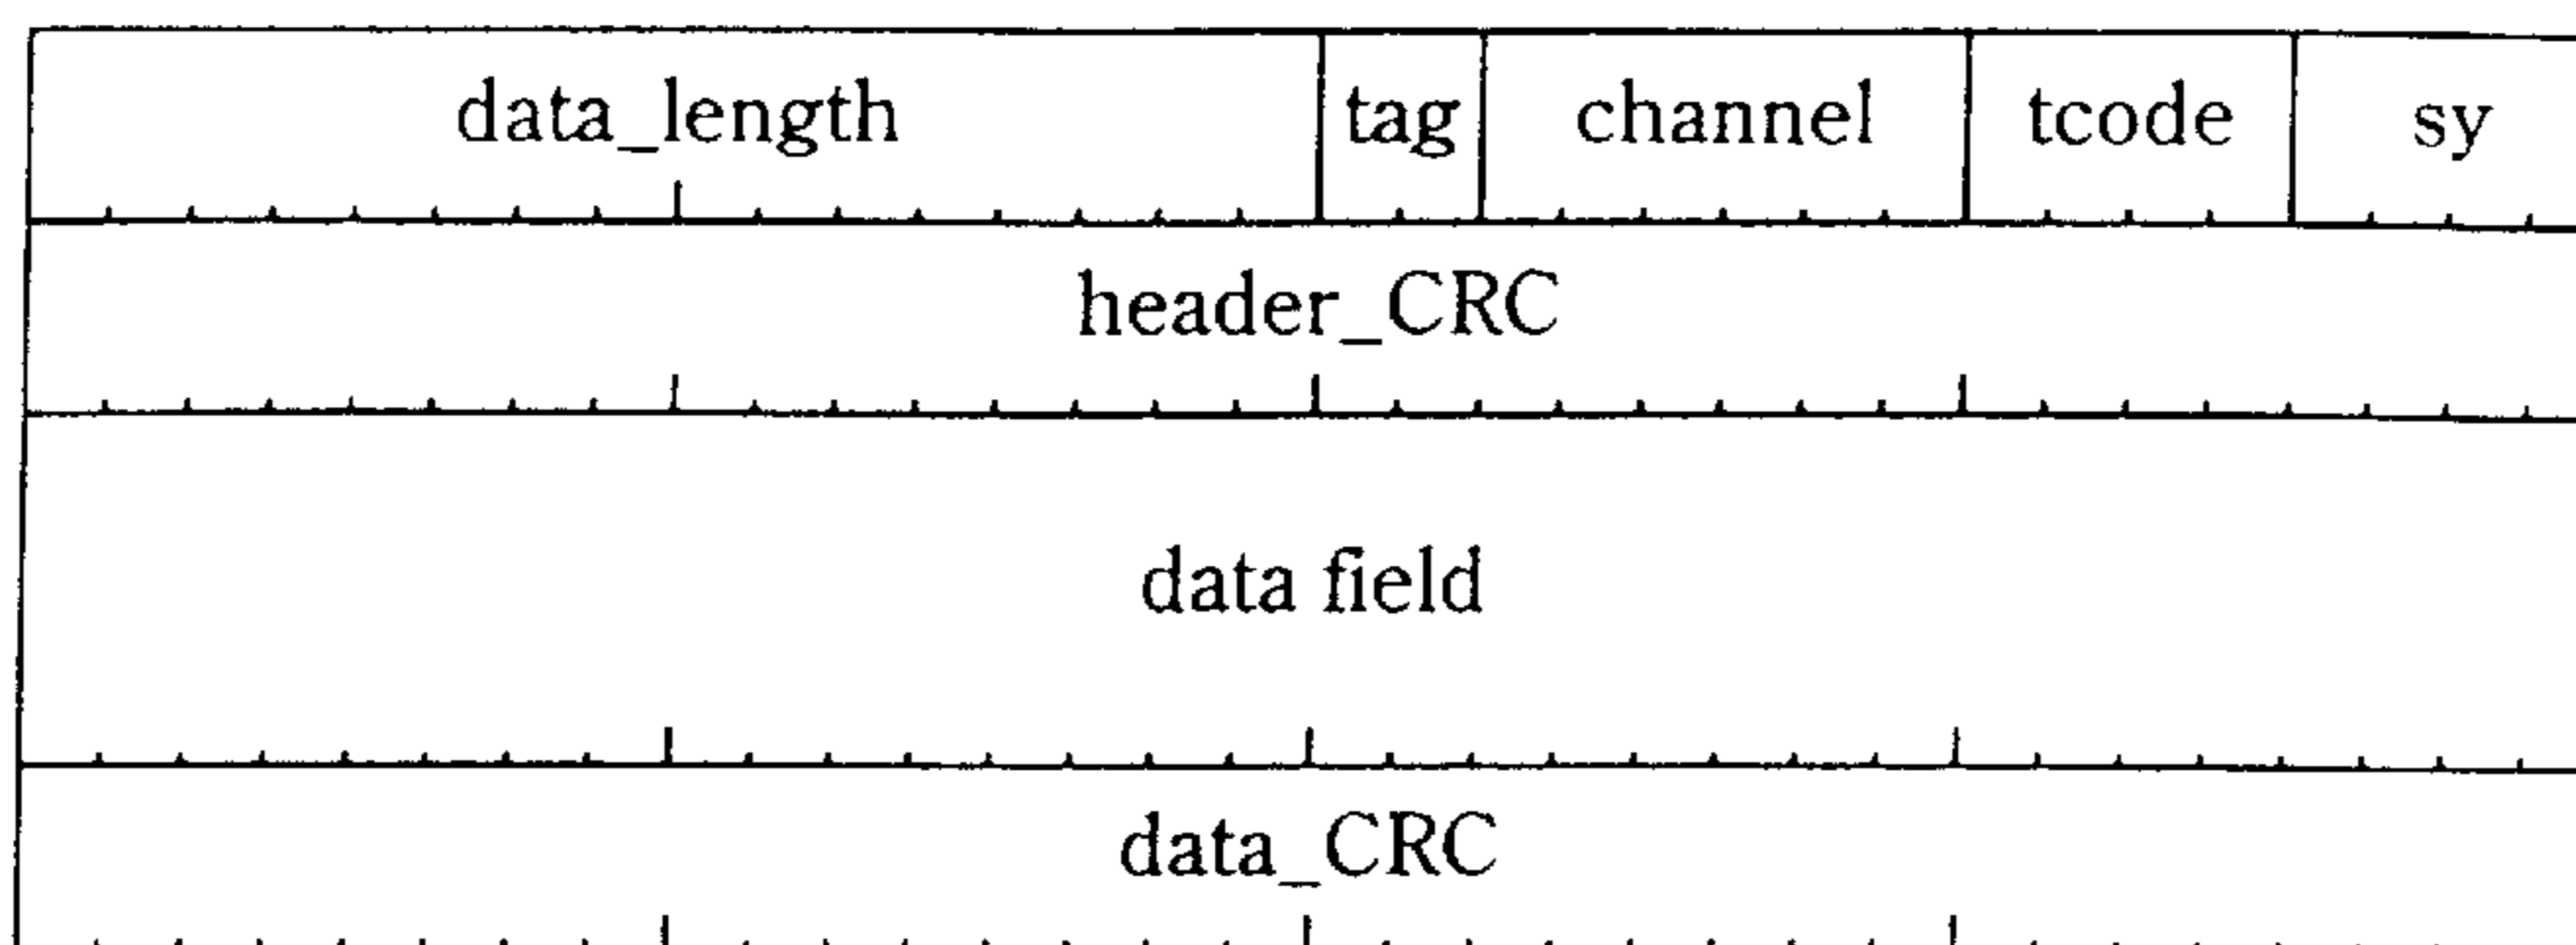 data_length tag channel tcode sy
header_CRC
data field
data_CRC